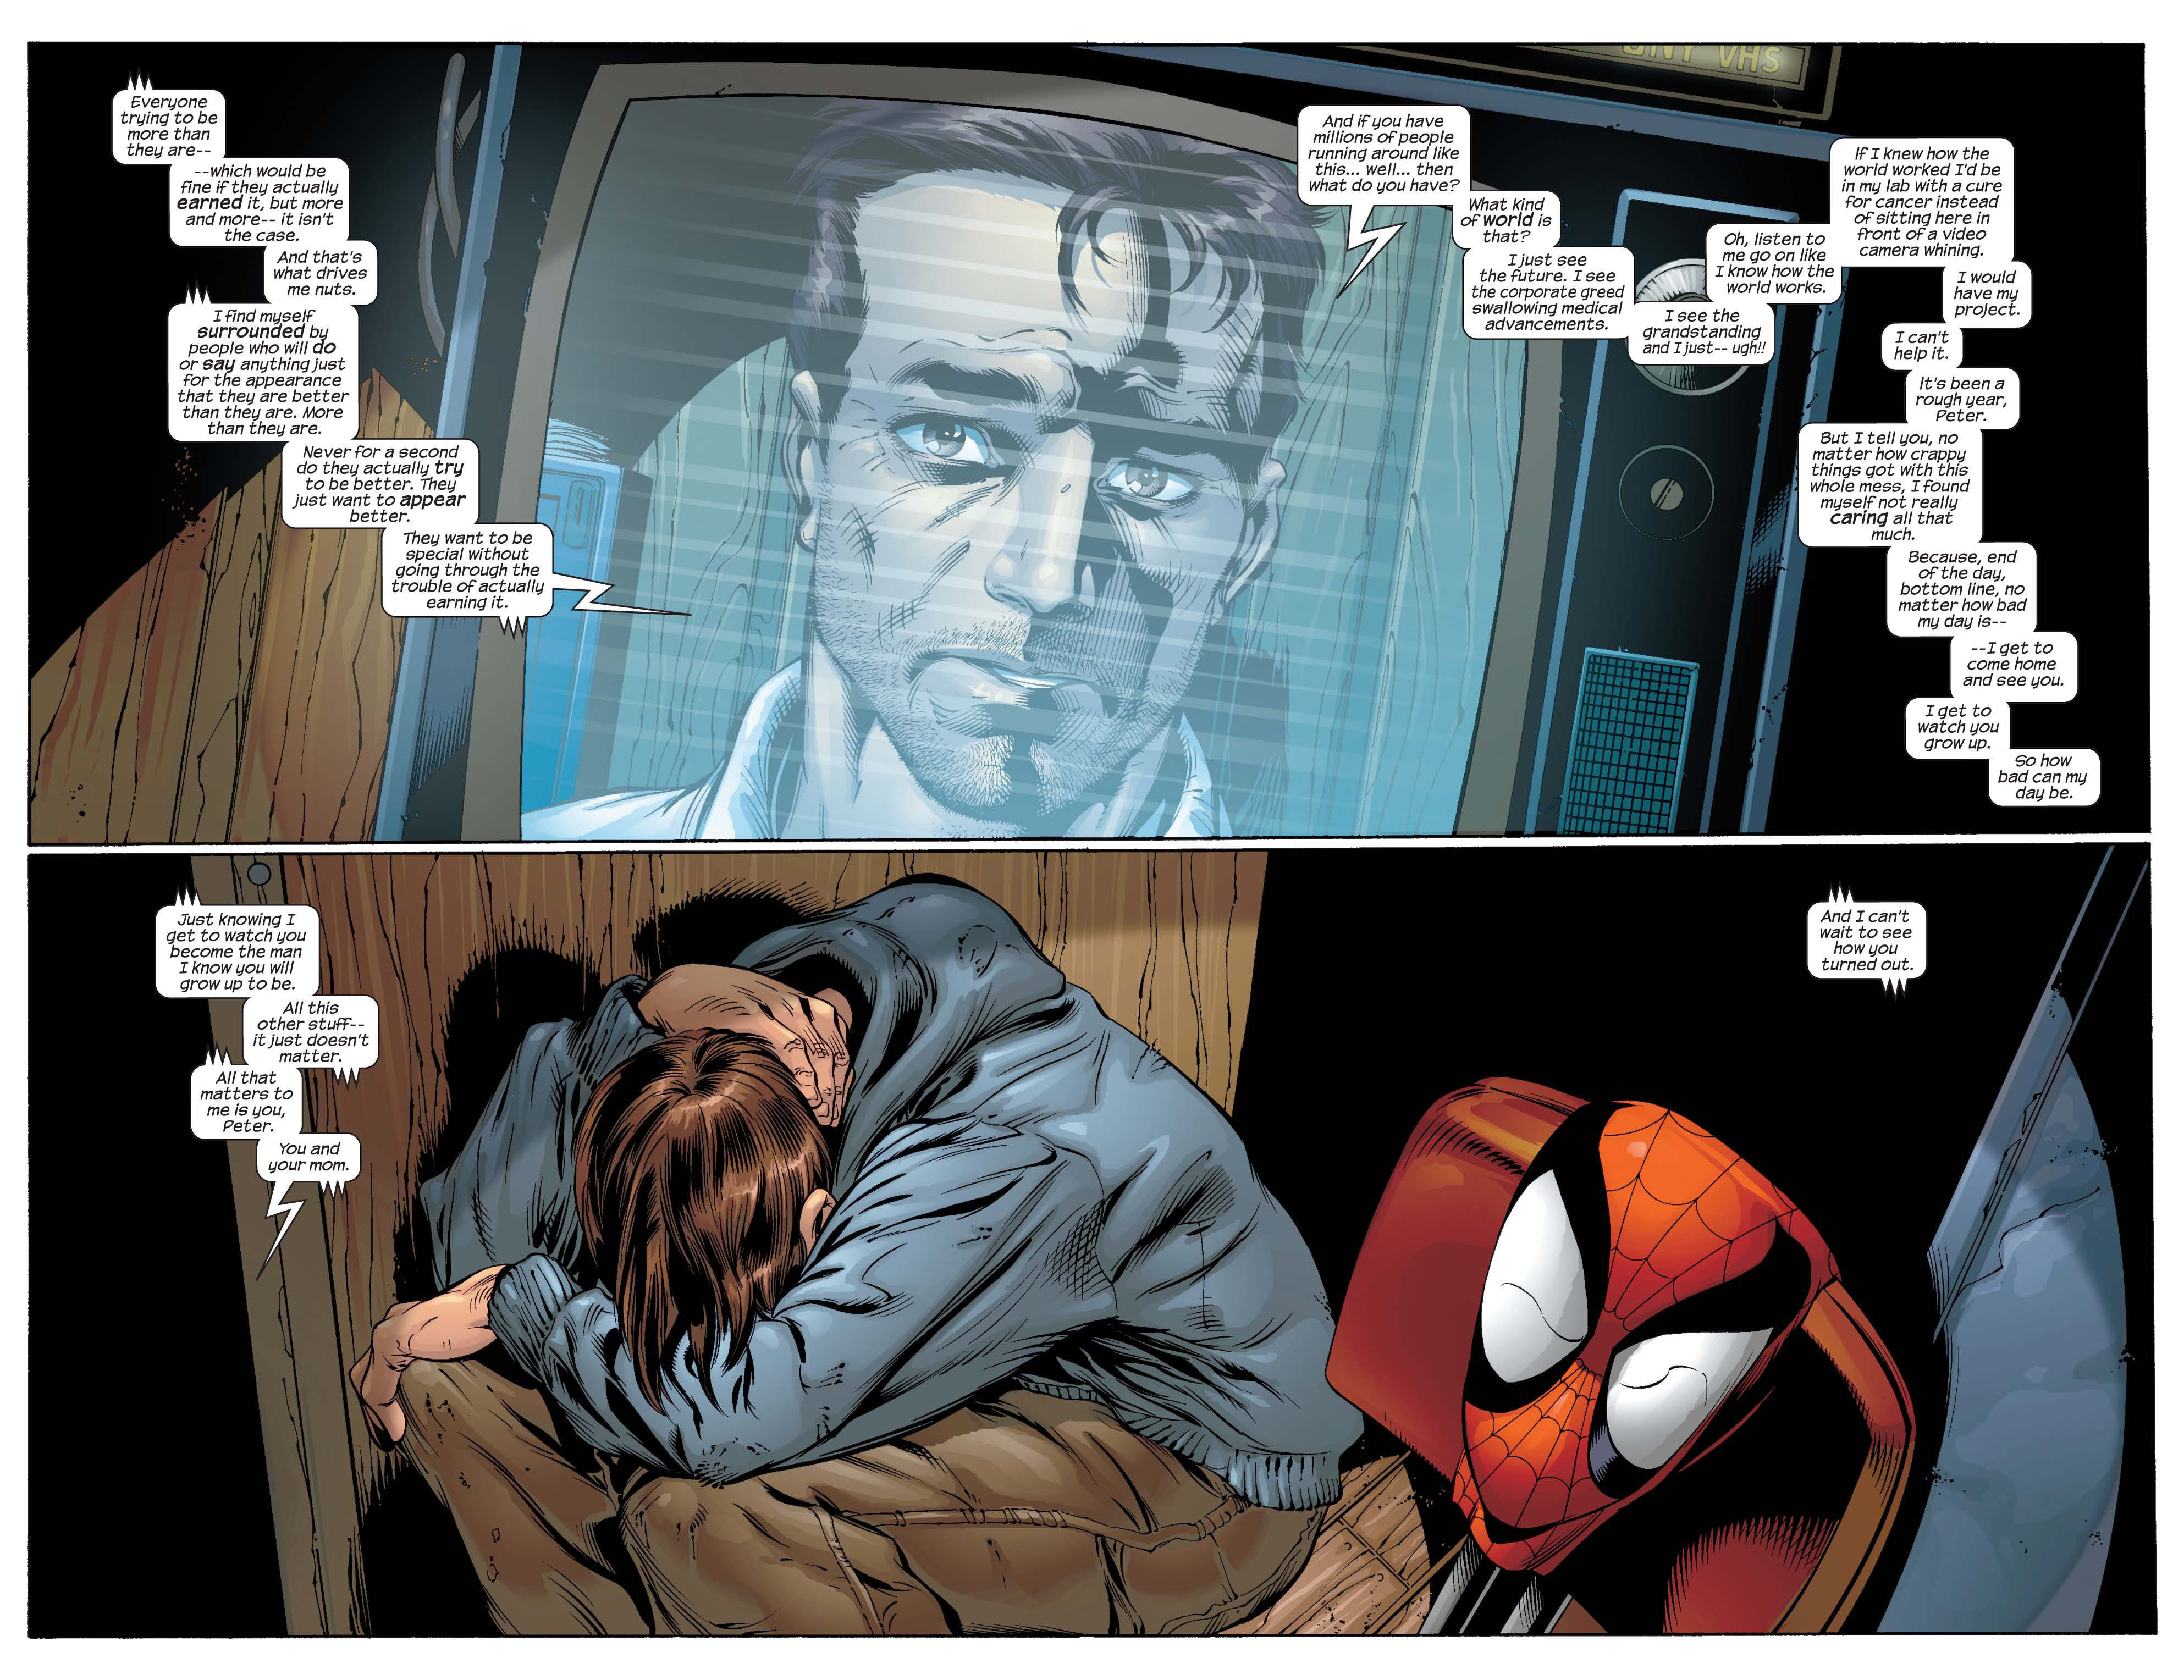 Everyone
trying to be
more than
they are--
--which would be
fine if they actually
earned it, but more
and more-- it isn't
the case.
And that's
what drives
me nuts.
I find myself
surrounded by
people who will do
or say anything just
for the appearance
that they are better
than they are. More
than they are.
Never for a second
do they actually try
to be better. They
just want to appear
better.
They want to be
special without
going through the
trouble of actually
earning it.
And if you have
millions of people
running around like
this... well... then
what do you have?
What kind
of world is
that?
I just see
the future. I see
the corporate greed
swallowing medical
advancements.
I see the
grandstanding
and I just-- ugh!!
Oh, listen to
me go on like
I know how the
world works.
If I knew how the
world worked I'd be
in my lab with a cure
for cancer instead
of sitting here in
front of a video
camera whining.
I would
have my
project.
I can't
help it.
It's been a
rough year,
Peter.
But I tell you, no
matter how crappy
things got with this
whole mess, I found
myself not really
caring all that
much.
Because, end
of the day,
bottom line, no
matter how bad
my day is--
--I get to
come home
and see you.
I get to
watch you
grow up.
So how
bad can my
day be.
VHS
Just knowing I
get to watch you
become the man
I know you will
grow up to be.
All this
other stuff--
it just doesn't
matter.
All that
matters to
me is you,
Peter.
You and
your mom.
And I can't
wait to see
how you
turned out.